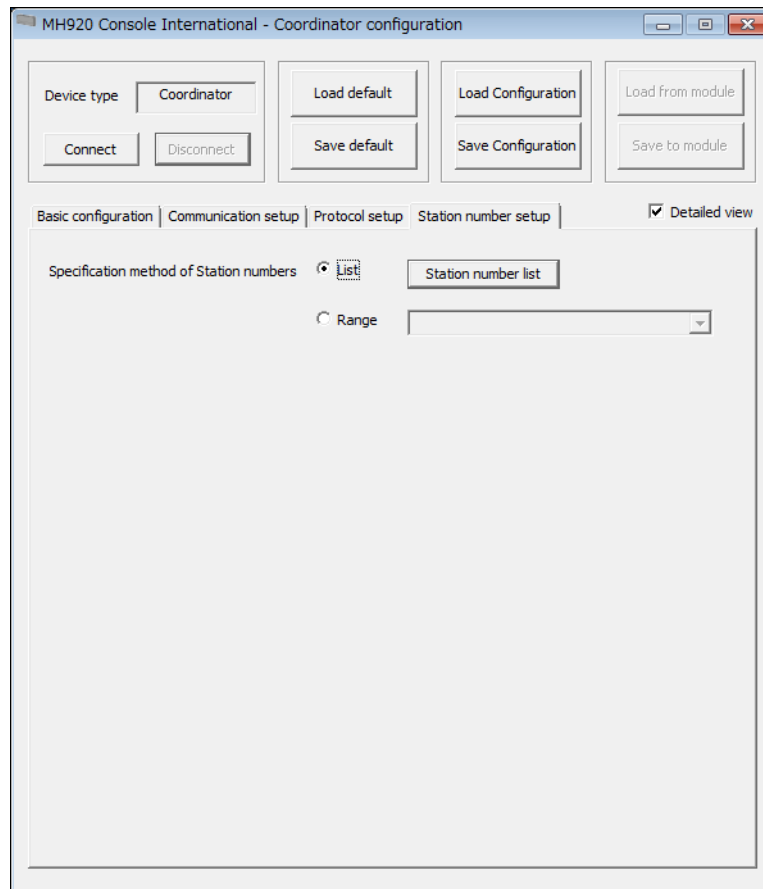 MH920 Console International - Coordinator configuration
Device type Coordinator Load default Load Configuration Load from module
Connect Disconnect Save default Save Configuration Save to module
Basic configuration Communication setup Protocol setup Station number setup Detailed view
Specification method of Station numbers List Station number list
Range